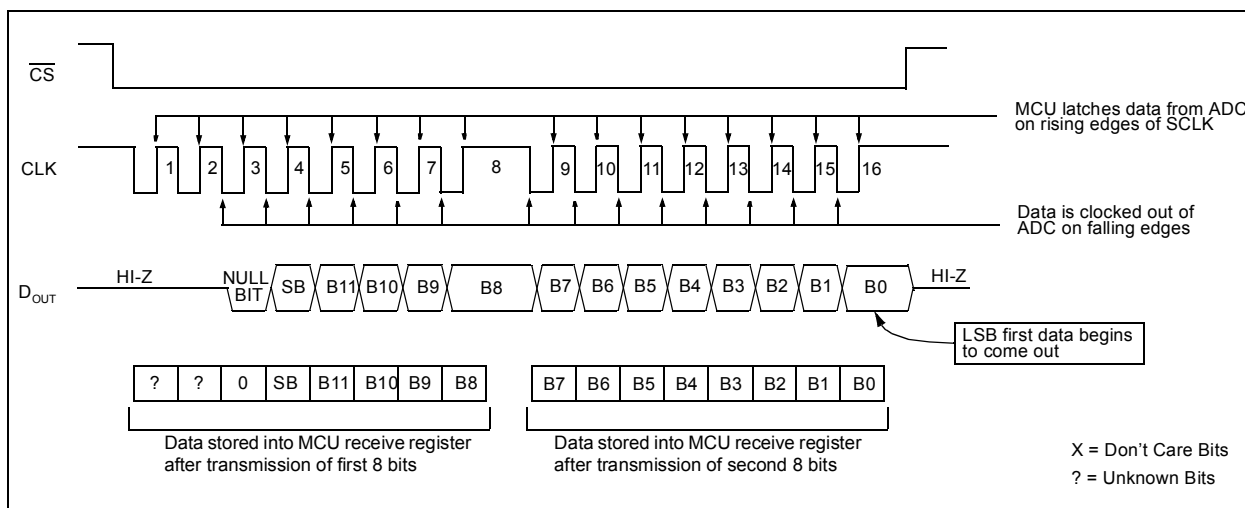 CS
MCU latches data from ADC
on rising edges of SCLK
CLK
1 2 3 4 5 6 7 8 9 10 11 12 13 14 15 16
Data is clocked out of
ADC on falling edges
DOUT
HI-Z
NULL
BIT
SB B11 B10 B9 B8 B7 B6 B5 B4 B3 B2 B1 B0
HI-Z
LSB first data begins
to come out
? ? 0 SB B11 B10 B9 B8
B7 B6 B5 B4 B3 B2 B1 B0
Data stored into MCU receive register
after transmission of first 8 bits
Data stored into MCU receive register
after transmission of second 8 bits
X = Don't Care Bits
? = Unknown Bits